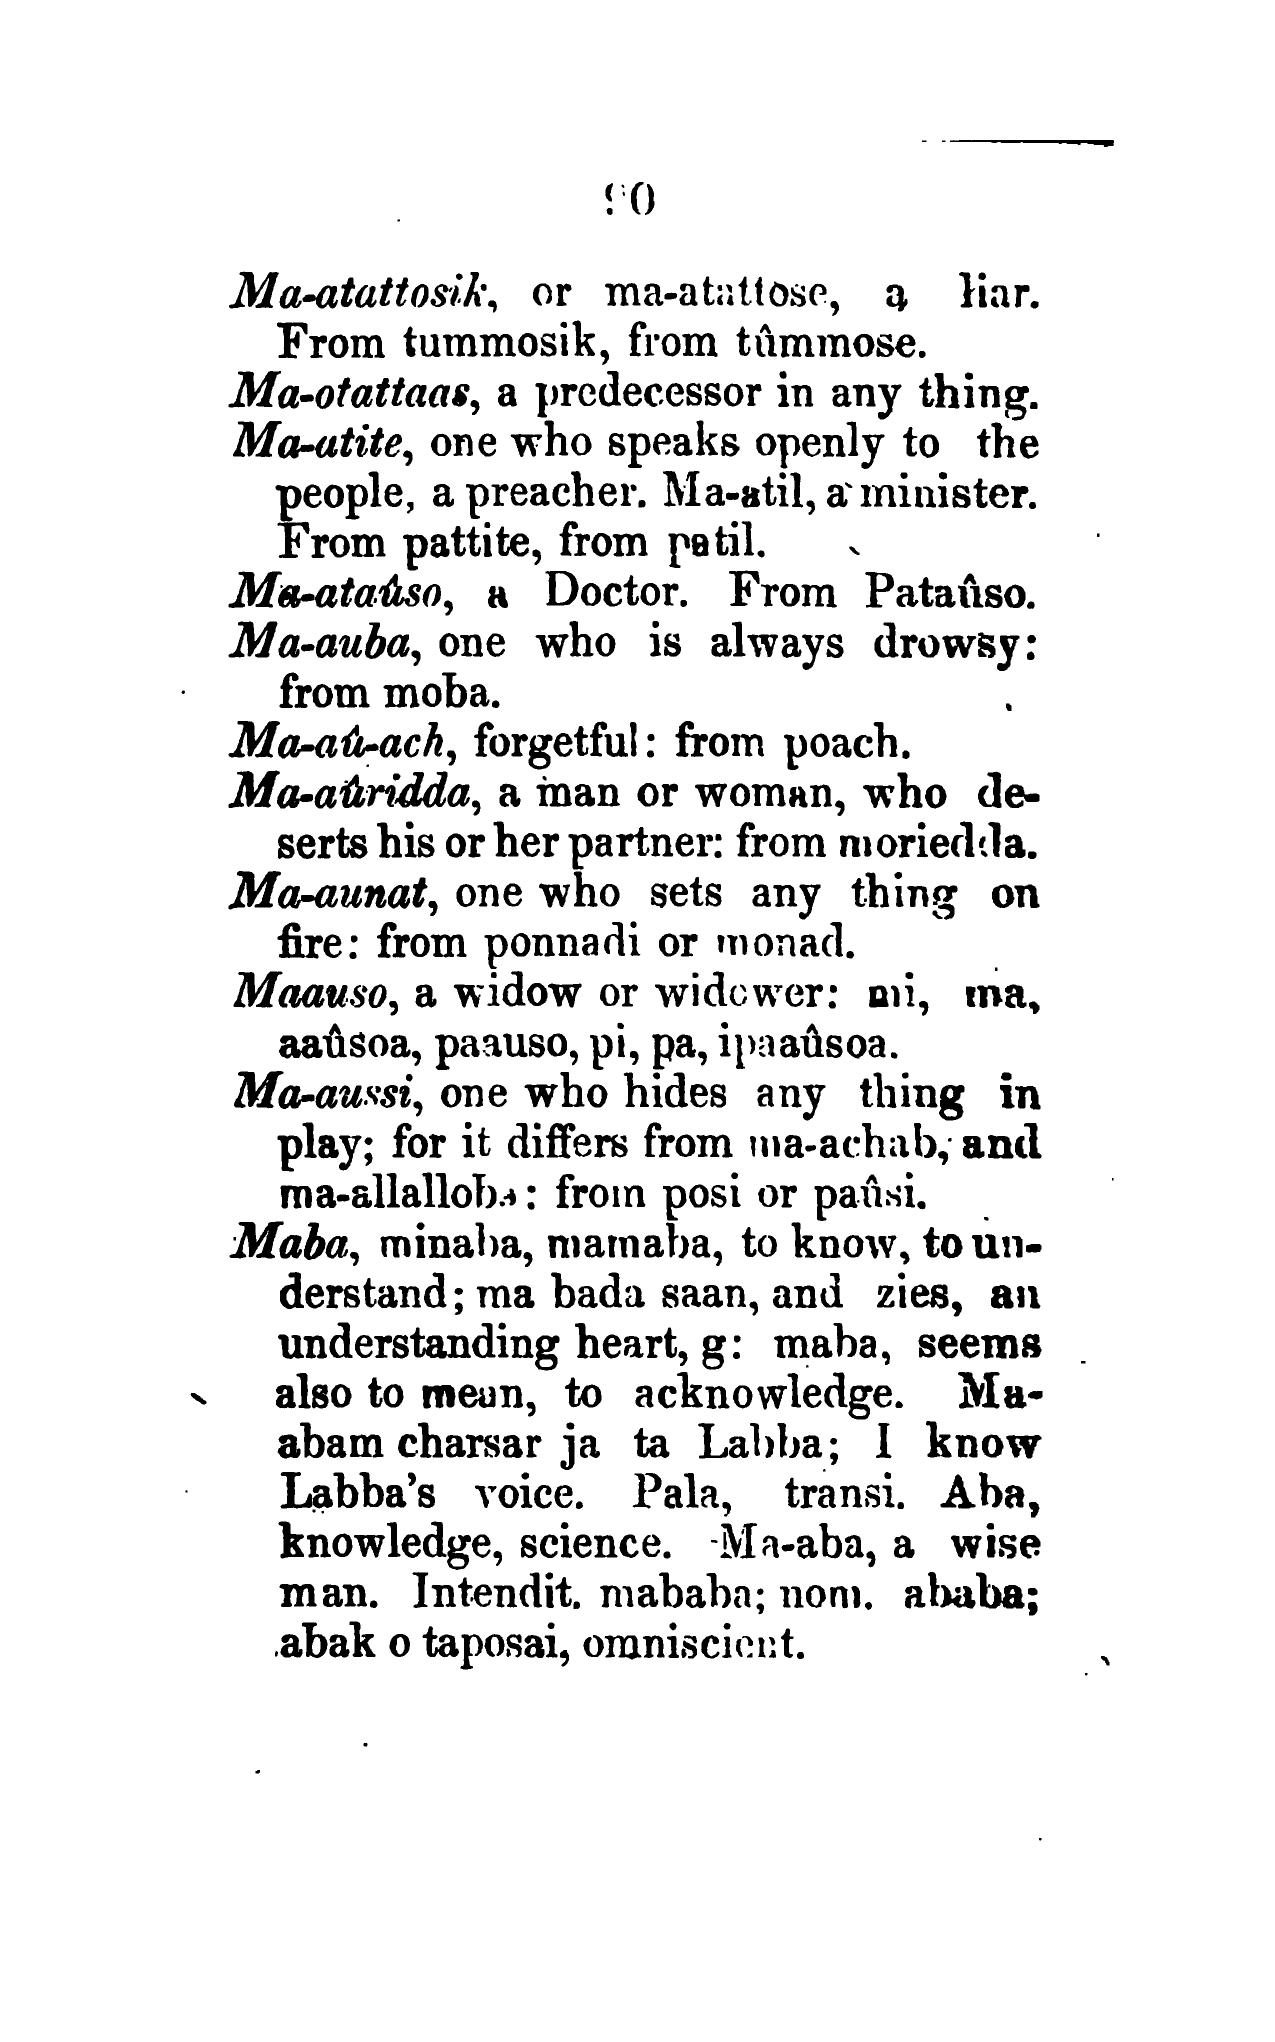 90
Ma-atattosik, or ma-atattose, a liar.
From tummosik, from tûmmose.
Ma-otattaas, a predecessor in any thing.
Ma-atite, one who speaks openly to the
people, a preacher. Ma-atil, a minister.
From pattite, from patil.
Ma-ataûso, a Doctor. From Pataûso.
Ma-auba, one who is always drowsy:
from moba.
Ma-aû-ach, forgetful: from poach.
Ma-aûridda, a man or woman, who de-
serts his or her partner: from moriedda.
Ma-aunat, one who sets any thing on
fire: from ponnadi or monad.
Maauso, a widow or widower: mi, ma,
aaûsoa, paauso, pi, pa, ipaaûsoa.
Ma-aussi, one who hides any thing in
play; for it differs from ma-achab, and
ma-allalloba: from posi or paûsi.
Maba, minaba, mamaba, to know, to un-
derstand; ma bada saan, and zies, an
understanding heart, g: maba, seems
also to mean, to acknowledge. Ma-
abam charsar ja ta Labba; I know
Labba's voice. Pala, transi. Aba,
knowledge, science. Ma-aba, a wise
man. Intendit. mababa; nom. ababa;
abak o taposai, omniscient.